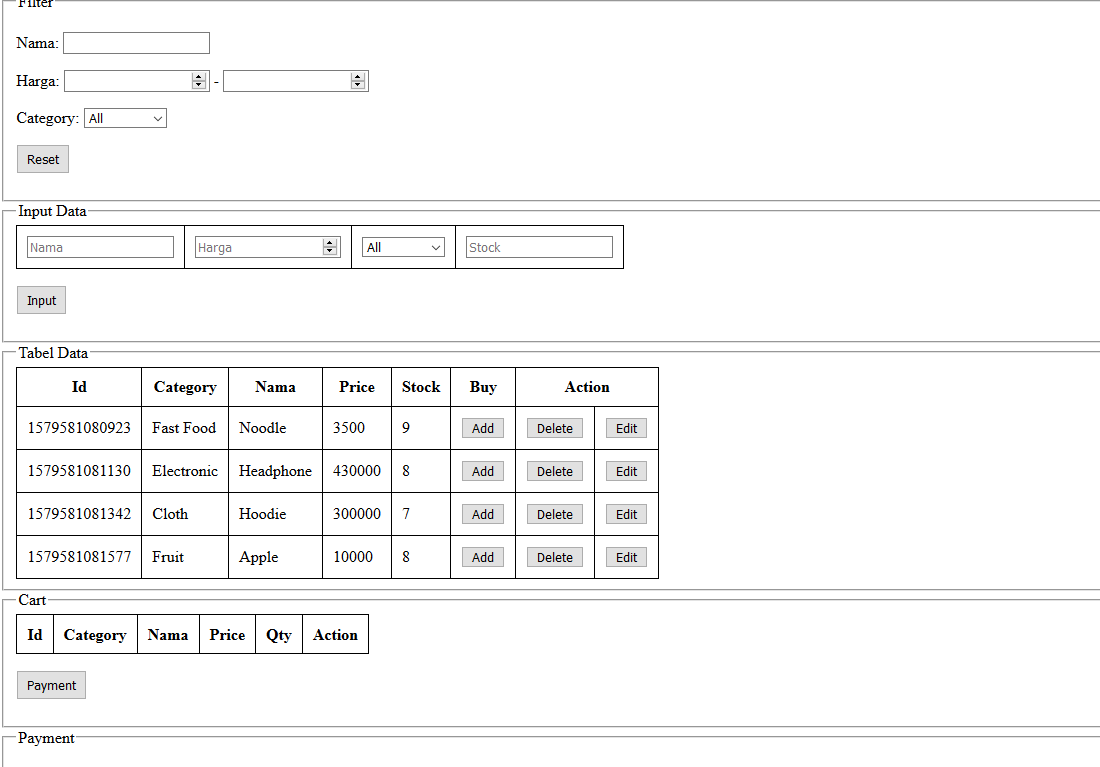 Filter
Nama:
Harga: -
Category: All
Reset
Input Data
Nama Harga All Stock
Input
Tabel Data
Id Category Nama Price Stock Buy Action
1579581080923 Fast Food Noodle 3500 9 Add Delete Edit
1579581081130 Electronic Headphone 430000 8 Add Delete Edit
1579581081342 Cloth Hoodie 300000 7 Add Delete Edit
1579581081577 Fruit Apple 10000 8 Add Delete Edit
Cart
Id Category Nama Price Qty Action
Payment
Payment